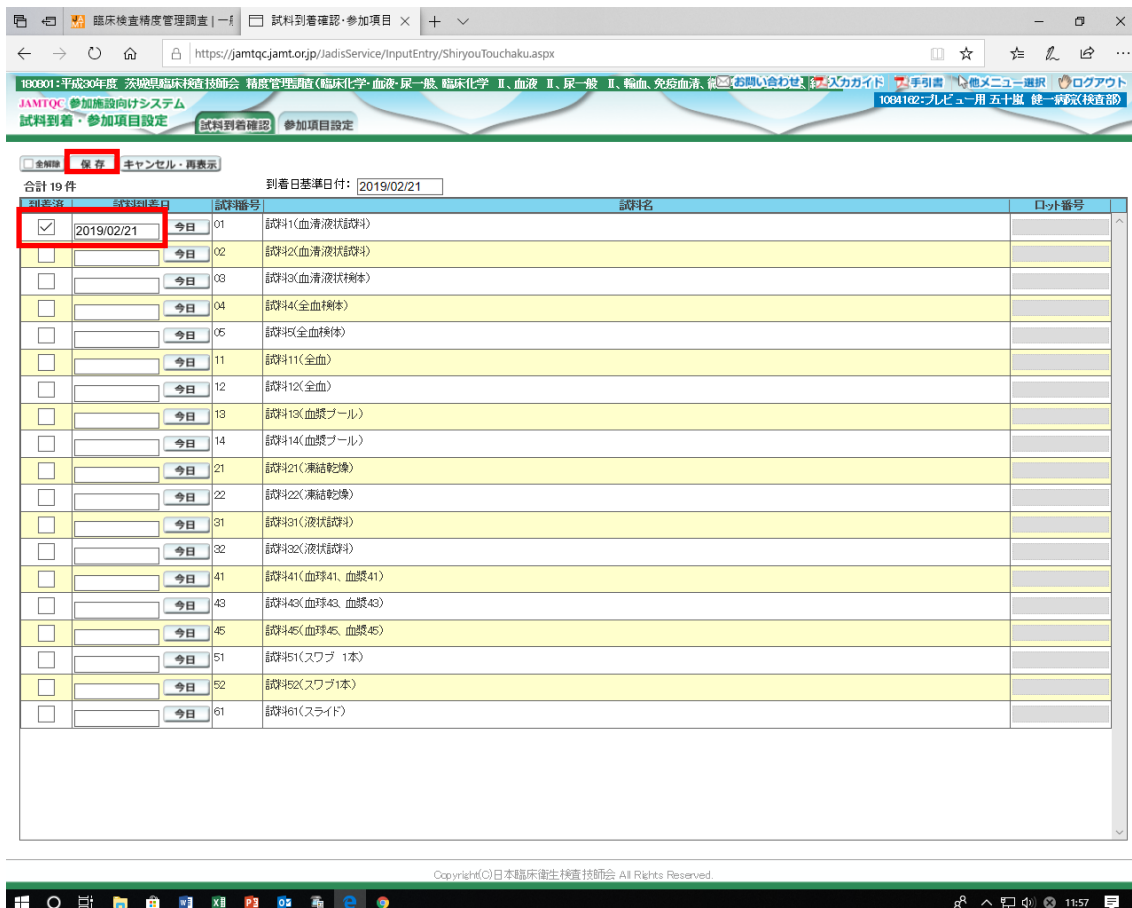 臨床検査精度管理調査 | 一般
試料到着確認・参加項目
https://jamtqc.jamt.or.jp/JadisService/InputEntry/ShiryouTouchaku.aspx
180801:平成30年度 茨城県臨床検査技師会 精度管理調査(臨床化学・血液・尿一般、臨床化学 Ⅱ、血液 Ⅱ、尿一般 Ⅱ、輸血、免疫血清、
お問い合わせ 入力ガイド 手引書 他メニュー選択 ログアウト
JAMTQC 参加施設向けシステム
1084162:プレビュー用 五十嵐 健一病院(検査部)
試料到着・参加項目設定 試料到着確認 参加項目設定
全解除 保存 キャンセル・再表示
合計 19 件 到着日基準日付: 2019/02/21
到着済 試料到着日 試料番号 試料名 ロット番号
2019/02/21 今日 01 試料1(血清液状試料)
今日 02 試料2(血清液状試料)
今日 03 試料3(血清液状検体)
今日 04 試料4(全血検体)
今日 05 試料5(全血検体)
今日 11 試料11(全血)
今日 12 試料12(全血)
今日 13 試料13(血漿プール)
今日 14 試料14(血漿プール)
今日 21 試料21(凍結乾燥)
今日 22 試料22(凍結乾燥)
今日 31 試料31(液状試料)
今日 32 試料32(液状試料)
今日 41 試料41(血球41、血漿41)
今日 43 試料43(血球43、血漿43)
今日 45 試料45(血球45、血漿45)
今日 51 試料51(スワブ 1本)
今日 52 試料52(スワブ1本)
今日 61 試料61(スライド)
Copyright(C)日本臨床衛生検査技師会 All Rights Reserved.
11:57